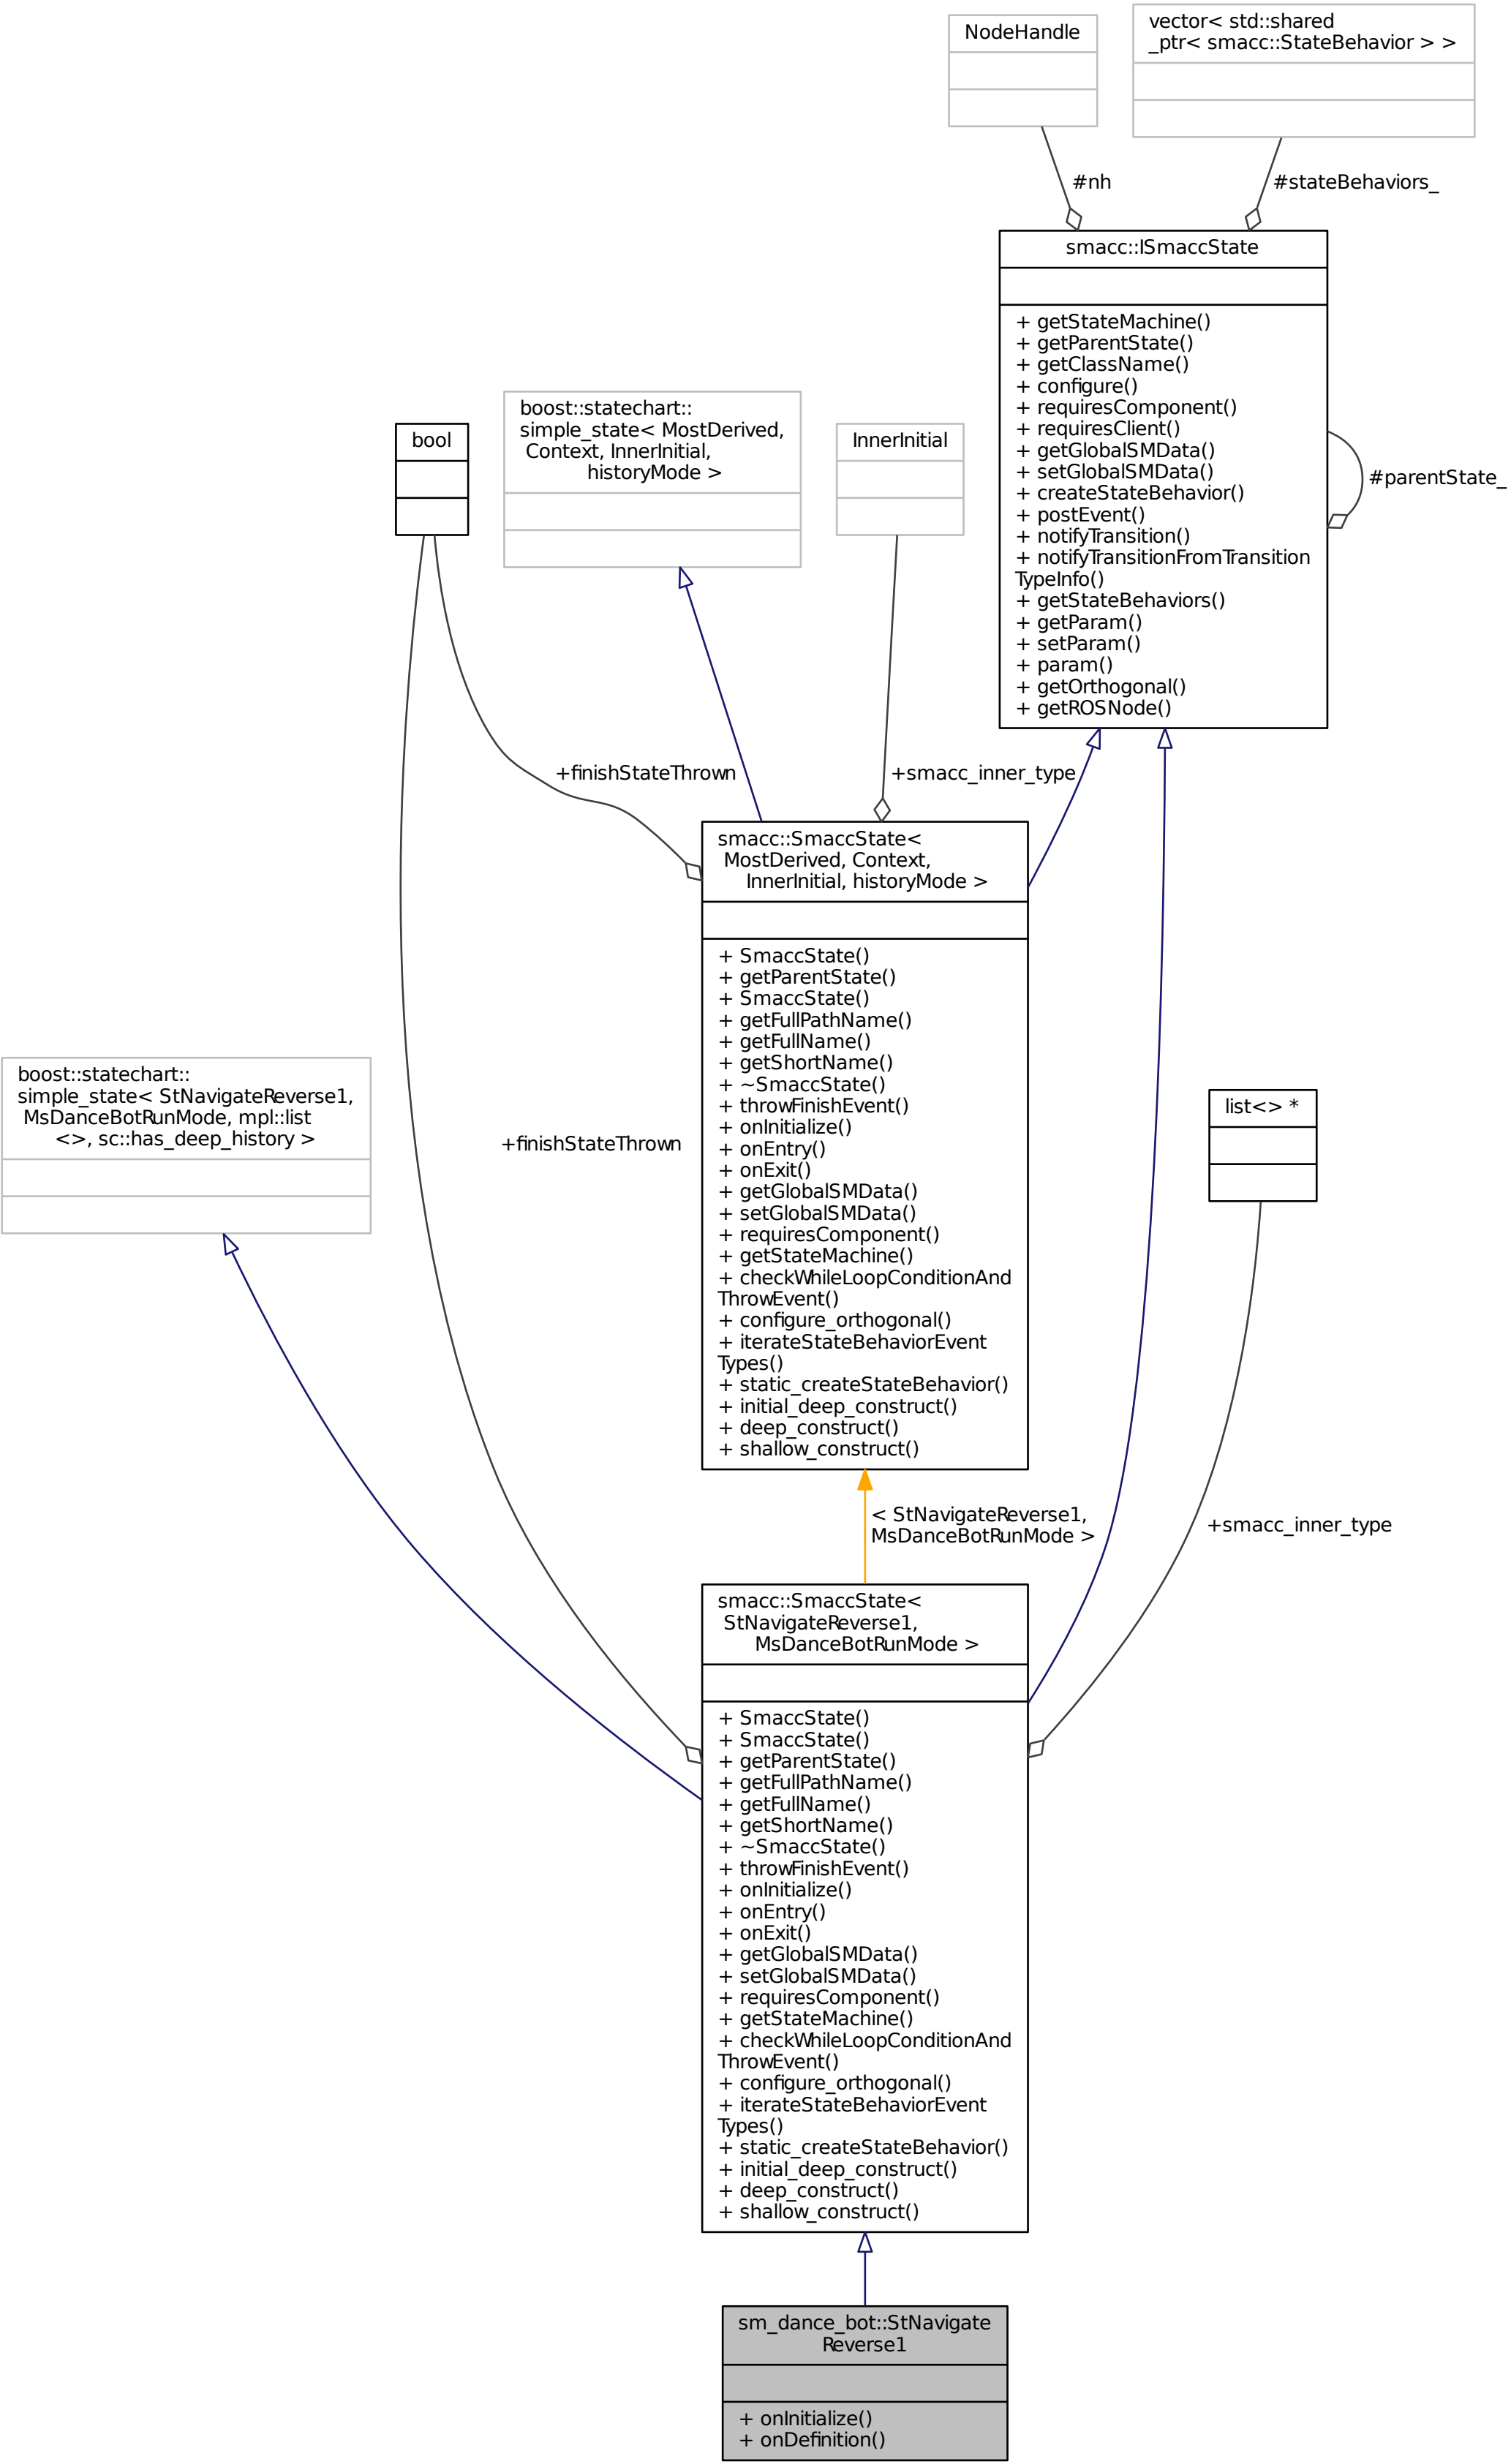 NodeHandle
vector< std::shared
_ptr< smacc::StateBehavior > >
#nh
#stateBehaviors_
smacc::ISmaccState
+ getStateMachine()
+ getParentState()
+ getClassName()
+ configure()
+ requiresComponent()
+ requiresClient()
+ getGlobalSMData()
+ setGlobalSMData()
+ createStateBehavior()
+ postEvent()
+ notifyTransition()
+ notifyTransitionFromTransition
TypeInfo()
+ getStateBehaviors()
+ getParam()
+ setParam()
+ param()
+ getOrthogonal()
+ getROSNode()
#parentState_
bool
boost::statechart::
simple_state< MostDerived,
Context, InnerInitial,
historyMode >
InnerInitial
+finishStateThrown
+smacc_inner_type
smacc::SmaccState<
MostDerived, Context,
InnerInitial, historyMode >
+ SmaccState()
+ getParentState()
+ SmaccState()
+ getFullPathName()
+ getFullName()
+ getShortName()
+ ~SmaccState()
+ throwFinishEvent()
+ onInitialize()
+ onEntry()
+ onExit()
+ getGlobalSMData()
+ setGlobalSMData()
+ requiresComponent()
+ getStateMachine()
+ checkWhileLoopConditionAnd
ThrowEvent()
+ configure_orthogonal()
+ iterateStateBehaviorEvent
Types()
+ static_createStateBehavior()
+ initial_deep_construct()
+ deep_construct()
+ shallow_construct()
boost::statechart::
simple_state< StNavigateReverse1,
MsDanceBotRunMode, mpl::list
<>, sc::has_deep_history >
+finishStateThrown
list<> *
< StNavigateReverse1,
MsDanceBotRunMode >
+smacc_inner_type
smacc::SmaccState<
StNavigateReverse1,
MsDanceBotRunMode >
+ SmaccState()
+ SmaccState()
+ getParentState()
+ getFullPathName()
+ getFullName()
+ getShortName()
+ ~SmaccState()
+ throwFinishEvent()
+ onInitialize()
+ onEntry()
+ onExit()
+ getGlobalSMData()
+ setGlobalSMData()
+ requiresComponent()
+ getStateMachine()
+ checkWhileLoopConditionAnd
ThrowEvent()
+ configure_orthogonal()
+ iterateStateBehaviorEvent
Types()
+ static_createStateBehavior()
+ initial_deep_construct()
+ deep_construct()
+ shallow_construct()
sm_dance_bot::StNavigate
Reverse1
+ onInitialize()
+ onDefinition()